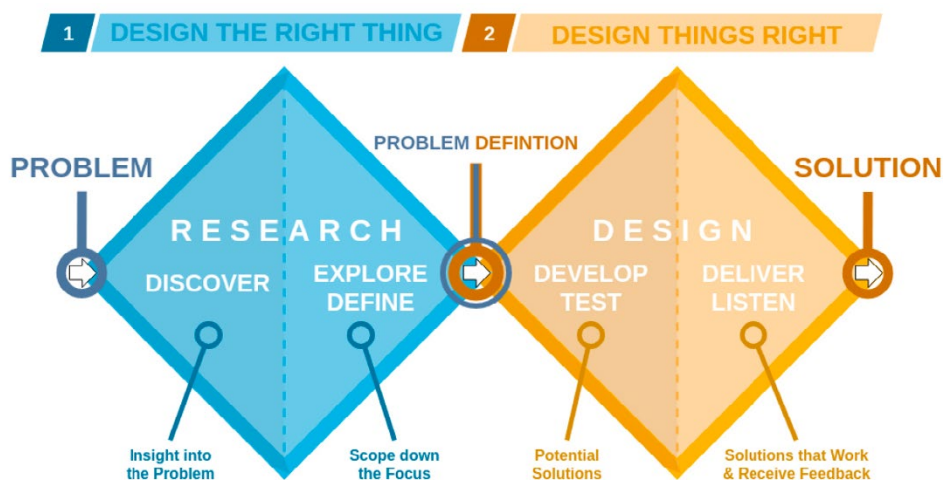 1 DESIGN THE RIGHT THING 2 DESIGN THINGS RIGHT
PROBLEM DEFINTION
PROBLEM
SOLUTION
RESEARCH
DISCOVER
EXPLORE
DEFINE
DESIGN
DEVELOP
TEST
DELIVER
LISTEN
Insight into
the Problem
Scope down
the Focus
Potential
Solutions
Solutions that Work
& Receive Feedback